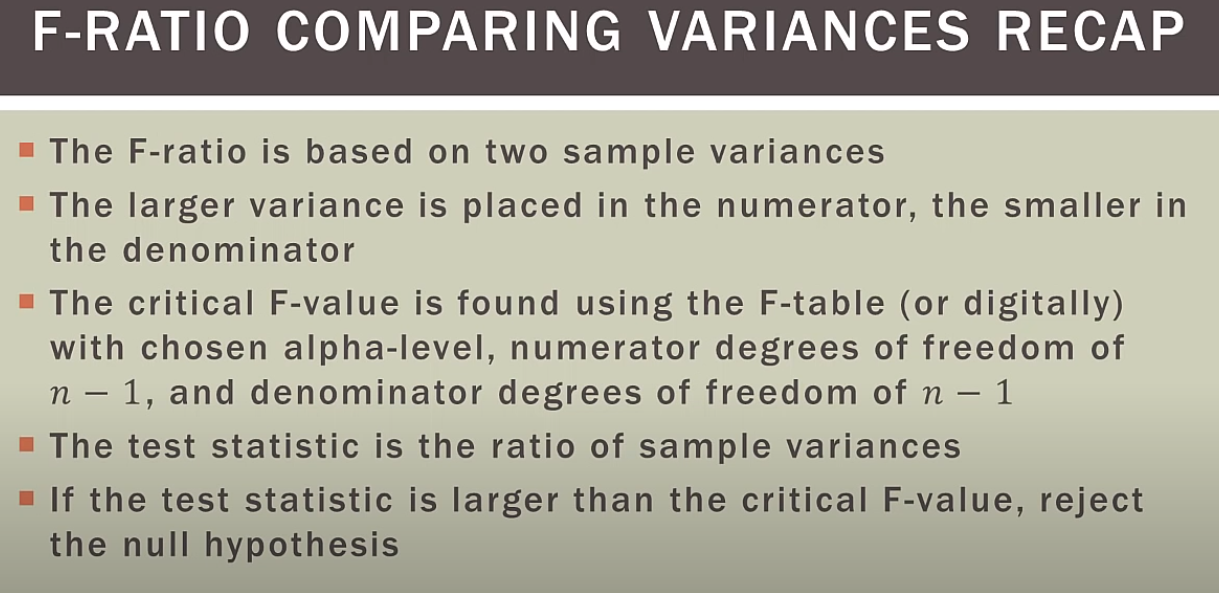 F-RATIO COMPARING VARIANCES RECAP
The F-ratio is based on two sample variances
The larger variance is placed in the numerator, the smaller in
the denominator
The critical F-value is found using the F-table (or digitally)
with chosen alpha-level, numerator degrees of freedom of
n − 1, and denominator degrees of freedom of n − 1
The test statistic is the ratio of sample variances
If the test statistic is larger than the critical F-value, reject
the null hypothesis